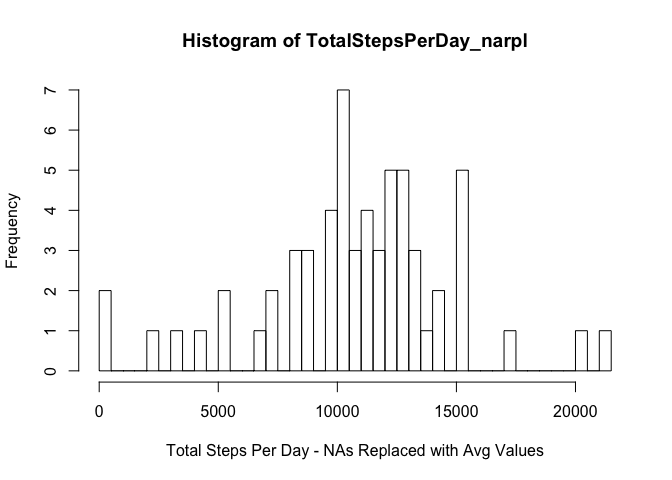 Histogram of TotalStepsPerDay_narpl
Frequency
7
6
5
4
3
2
1
0
0 5000 10000 15000 20000
Total Steps Per Day - NAs Replaced with Avg Values